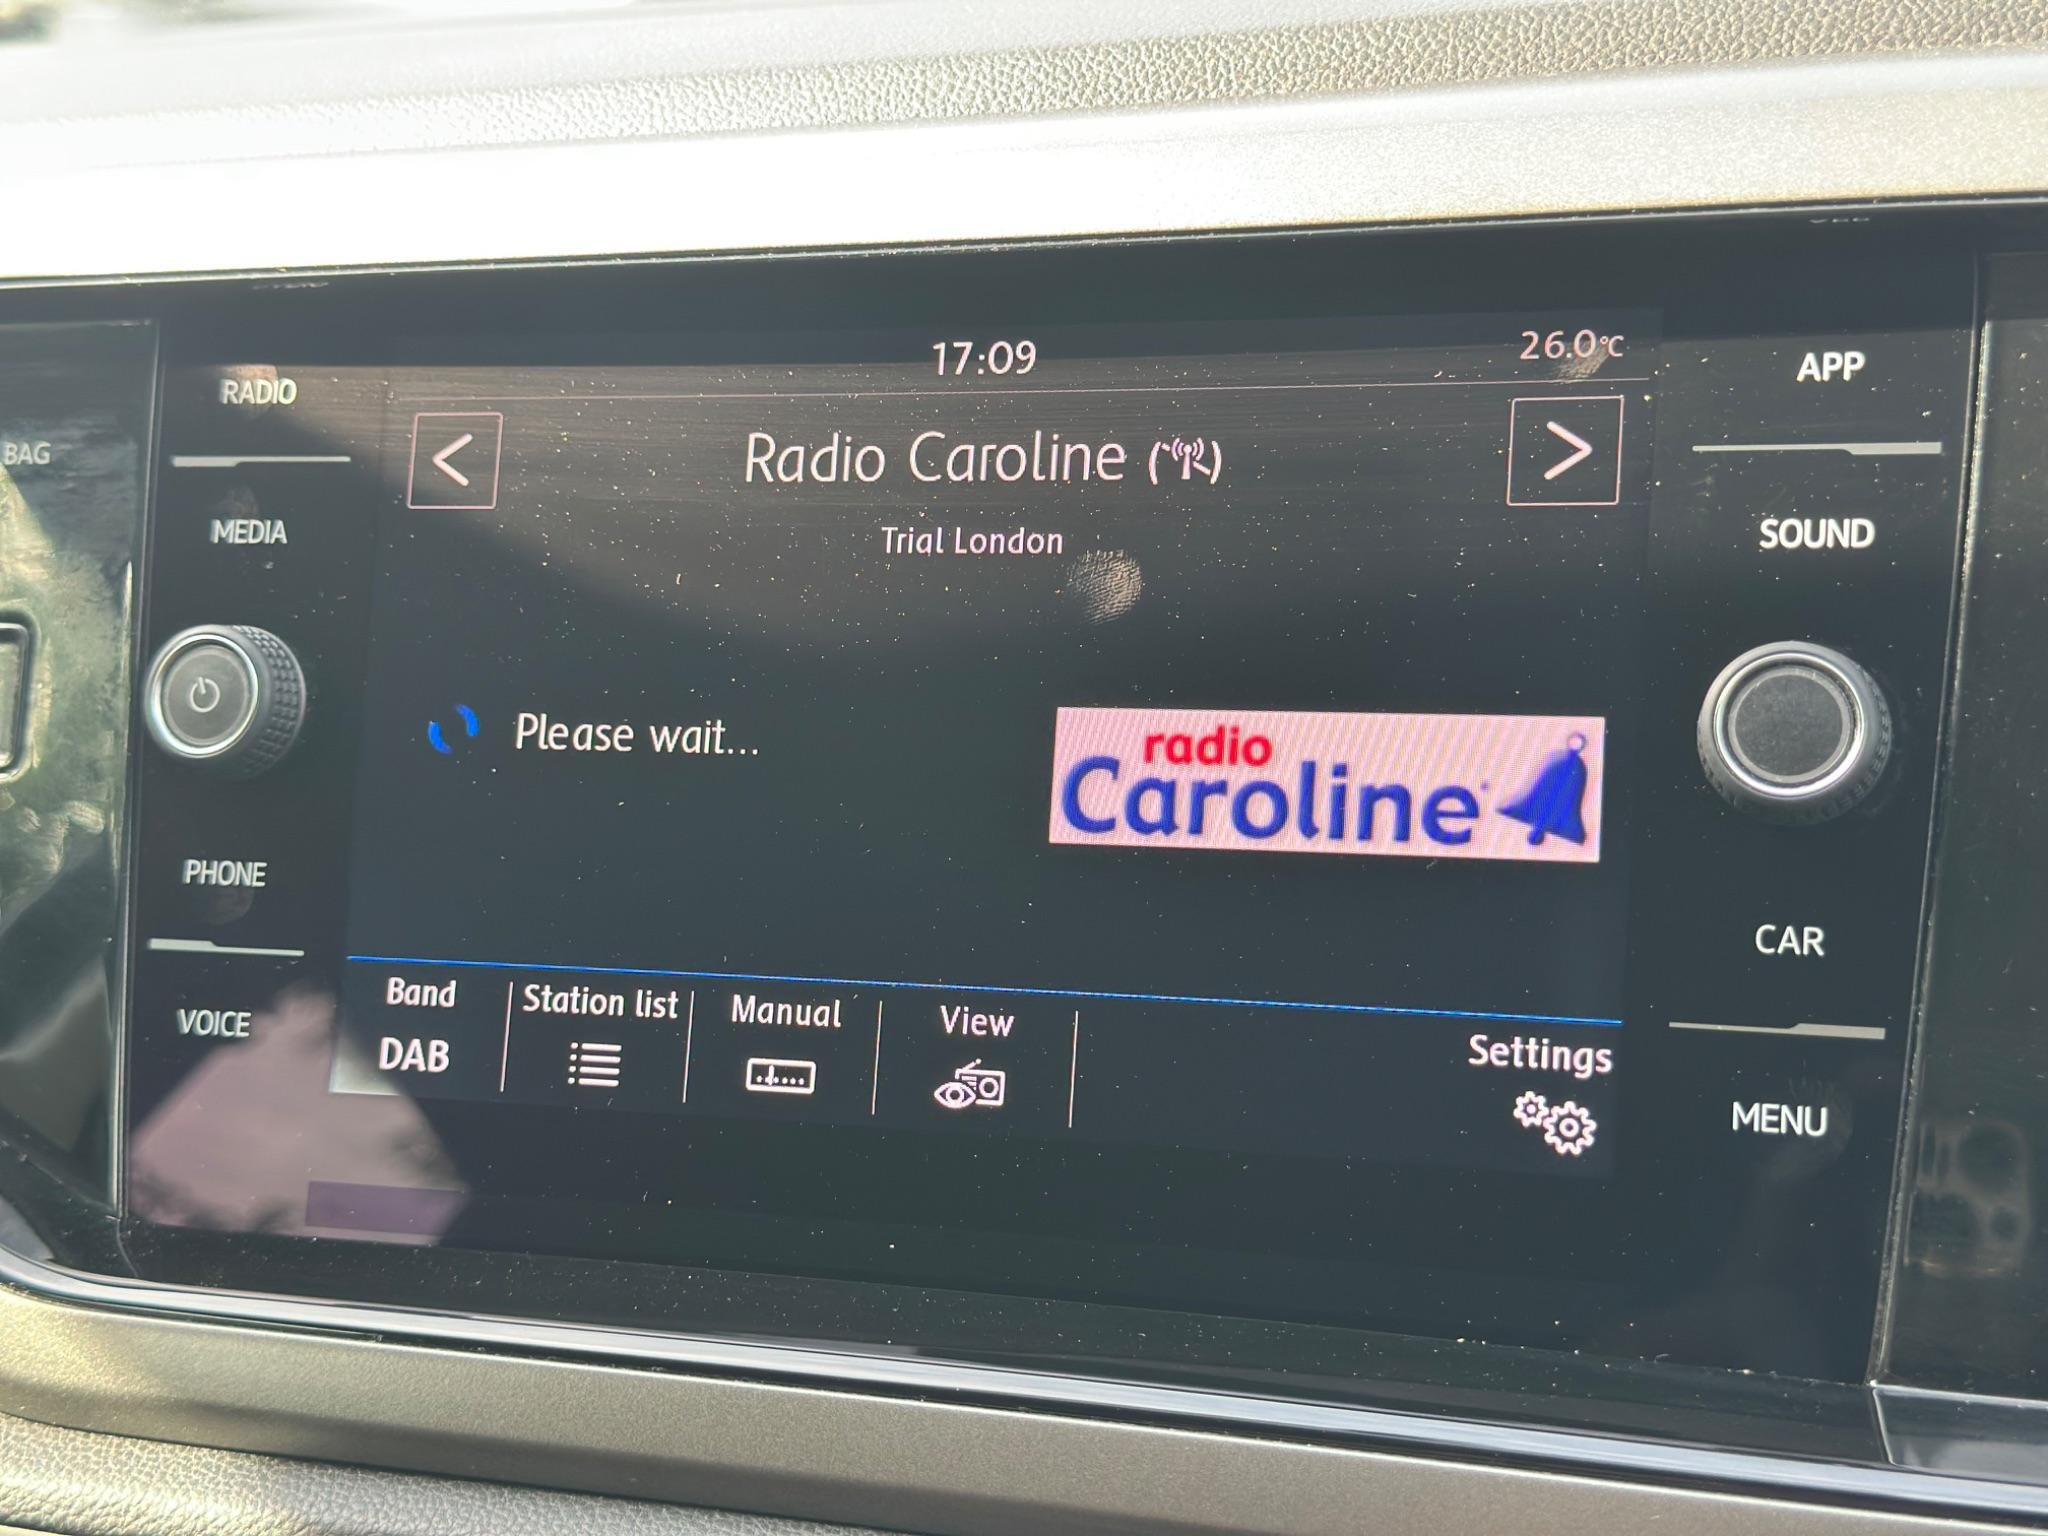 17:09
26.0°C
APP
RADIO
BAG
<
Radio Caroline
>
MEDIA
Trial London
SOUND
Please wait...
radio
Caroline
PHONE
CAR
VOICE
Band
Station list
Manual
View
Settings
DAB
MENU